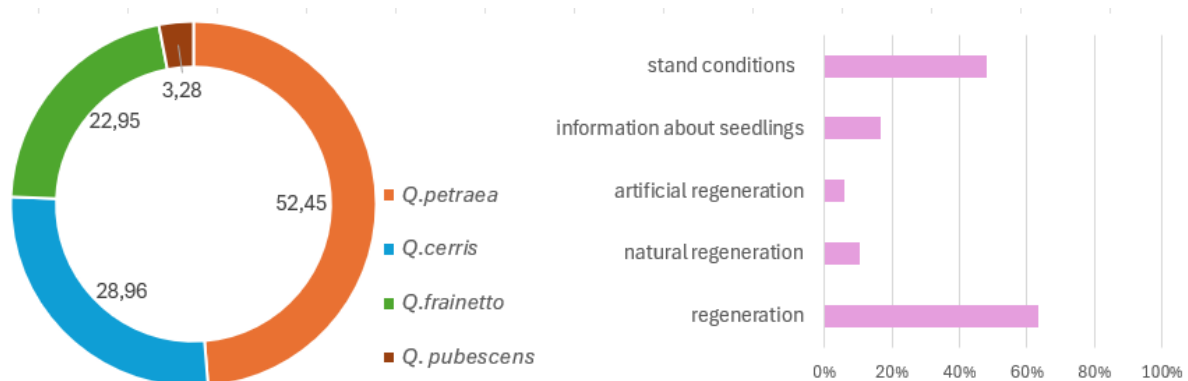 3,28
22,95
52,45
28,96
Q.petraea
Q.cerris
Q.frainetto
Q. pubescens
stand conditions
information about seedlings
artificial regeneration
natural regeneration
regeneration
0% 20% 40% 60% 80% 100%